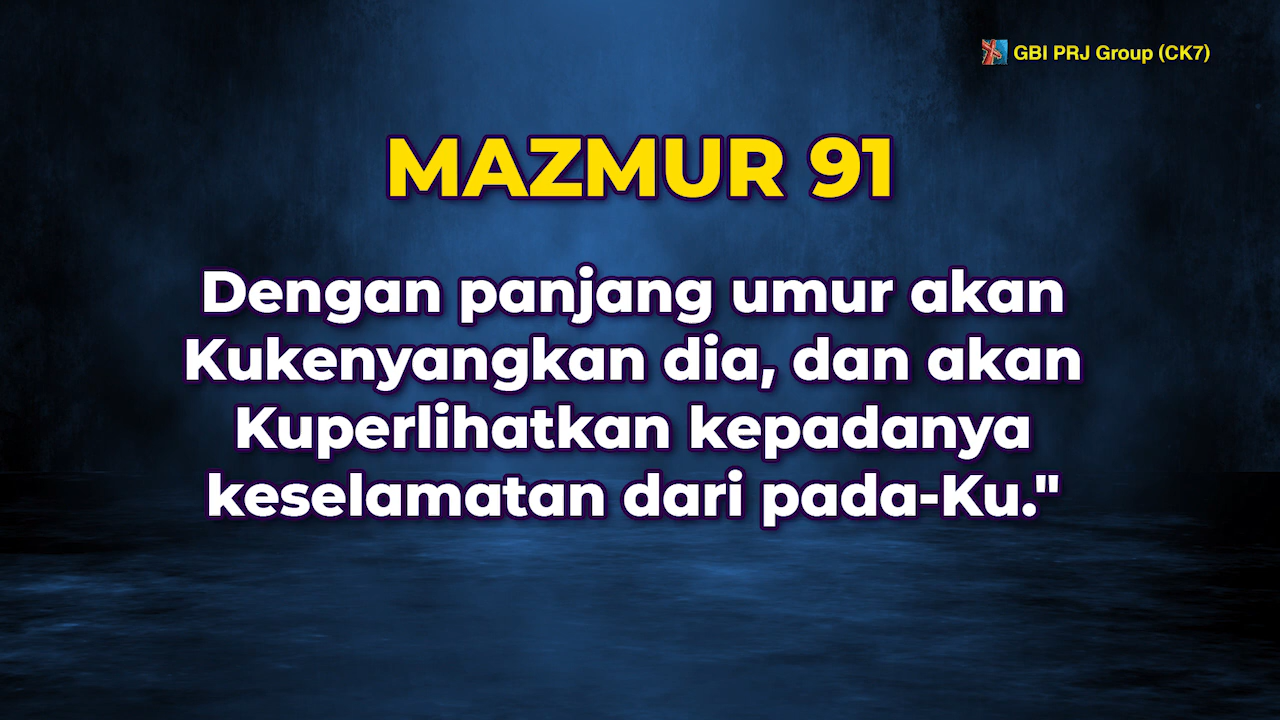 GBI PRJ Group (CK7)
MAZMUR 91
Dengan panjang umur akan
Kukenyangkan dia, dan akan
Kuperlihatkan kepadanya
keselamatan dari pada-Ku."